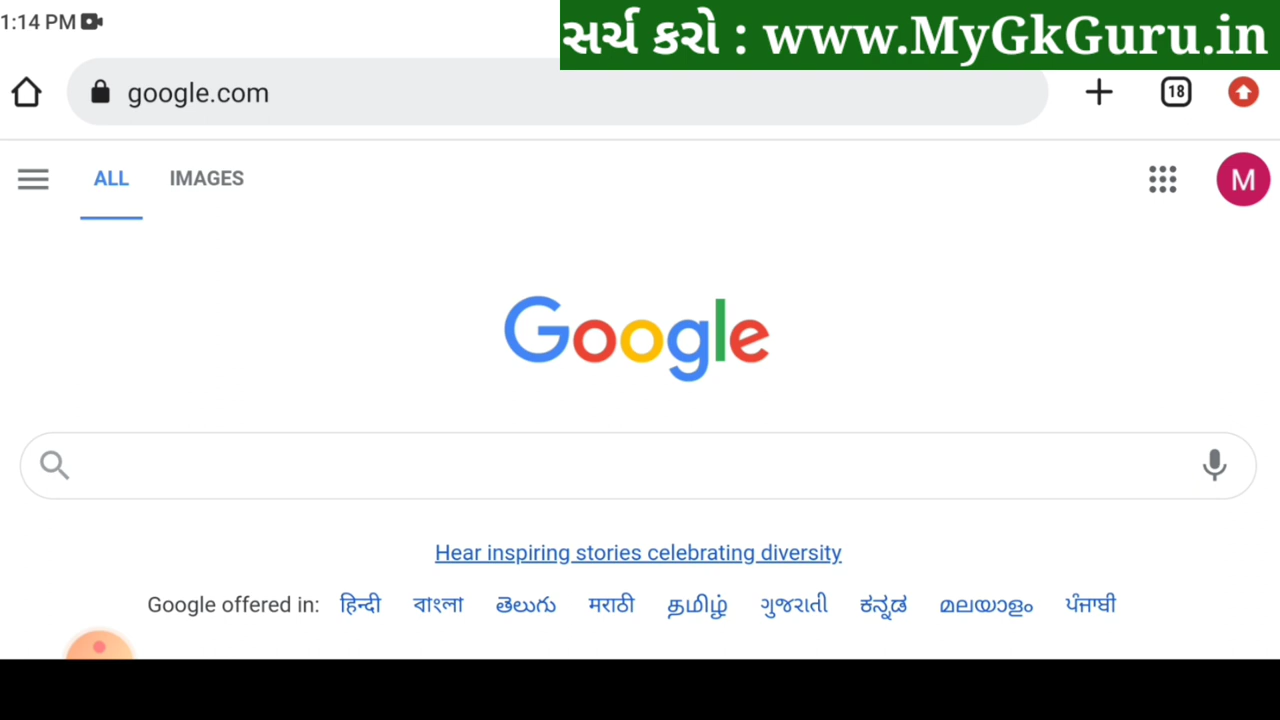 1:14 PM
સર્ચ કરો : www.MyGkGuru.in
google.com
18
ALL IMAGES
M
Google
Hear inspiring stories celebrating diversity
Google offered in: हिन्दी বাংলা తెలుగు मराठी தமிழ் ગુજરાતી ಕನ್ನಡ മലയാളം ਪੰਜਾਬੀ